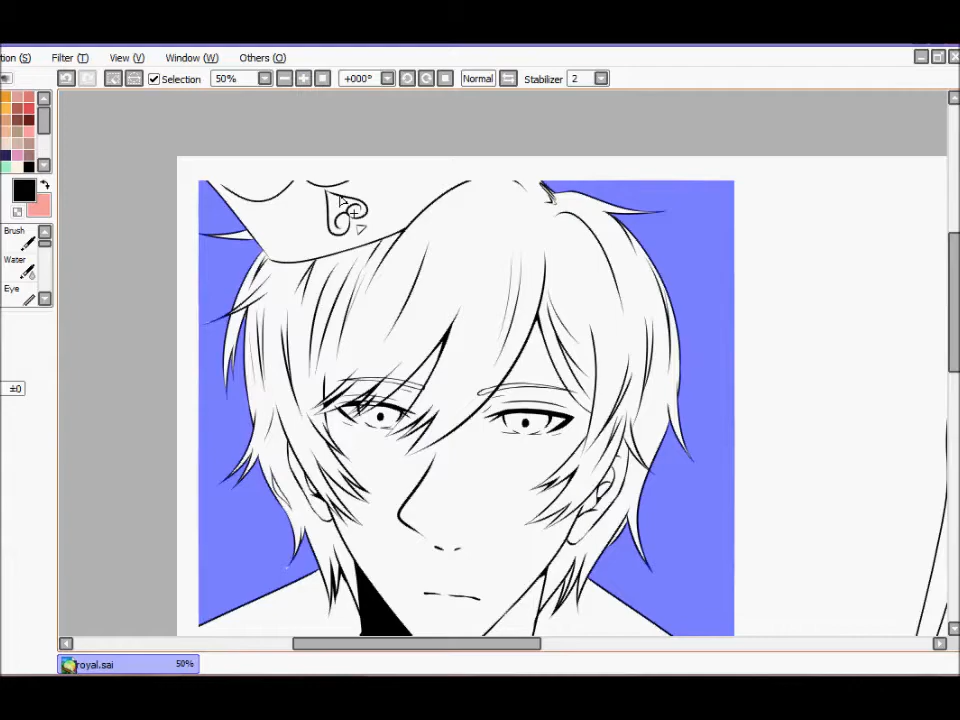 tion (S) Filter (T) View (V) Window (W) Others (O)
Selection 50% +000° Normal Stabilizer 2
Brush
Water
Eye
±0
royal.sai 50%